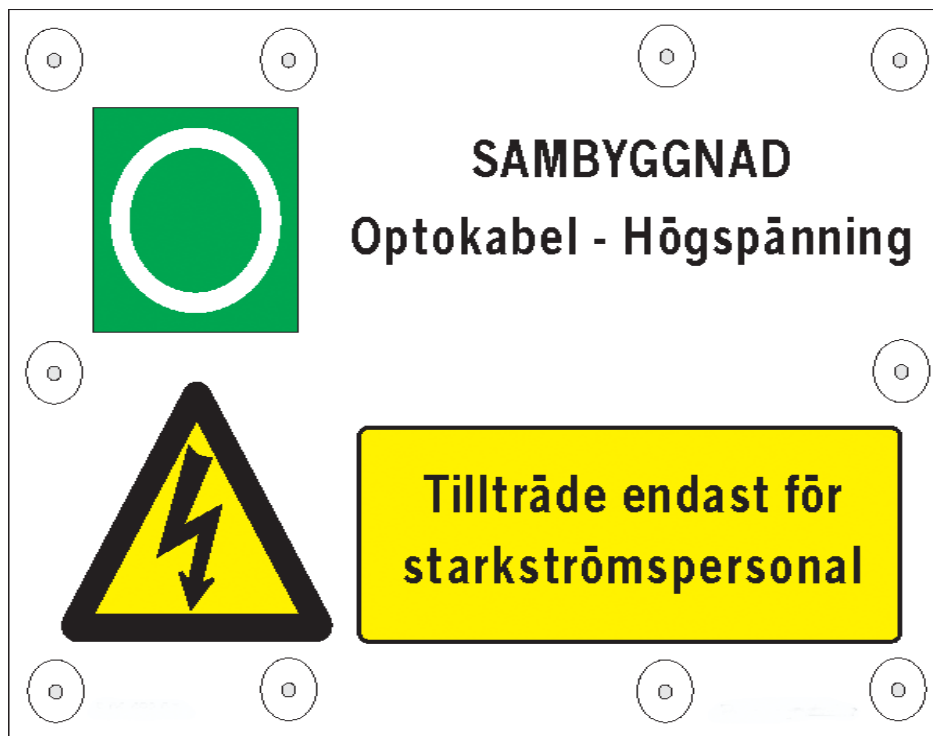 SAMBYGGNAD
Optokabel - Högspänning
Tillträde endast för
starkströmspersonal